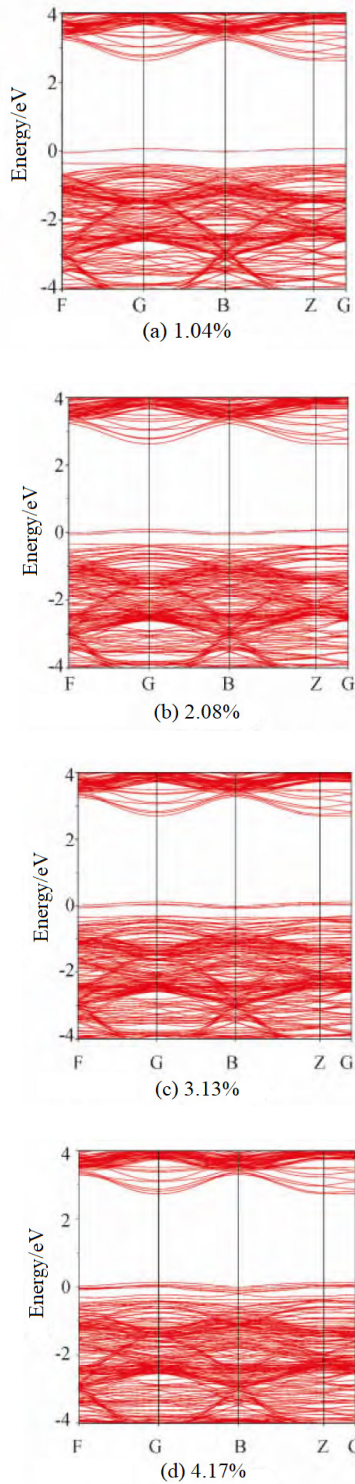 4
2
0
-2
-4
Energy/eV
F G B Z G
(a) 1.04%
4
2
0
-2
-4
Energy/eV
F G B Z G
(b) 2.08%
4
2
0
-2
-4
Energy/eV
F G B Z G
(c) 3.13%
4
2
0
-2
-4
Energy/eV
F G B Z
(d) 4.17%